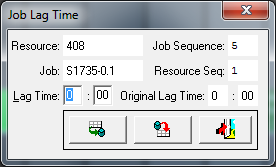 Job Lag Time
Resource: 408 Job Sequence: 5
Job: S1735-0.1 Resource Seq: 1
Lag Time: 0 : 00 Original Lag Time: 0 : 00